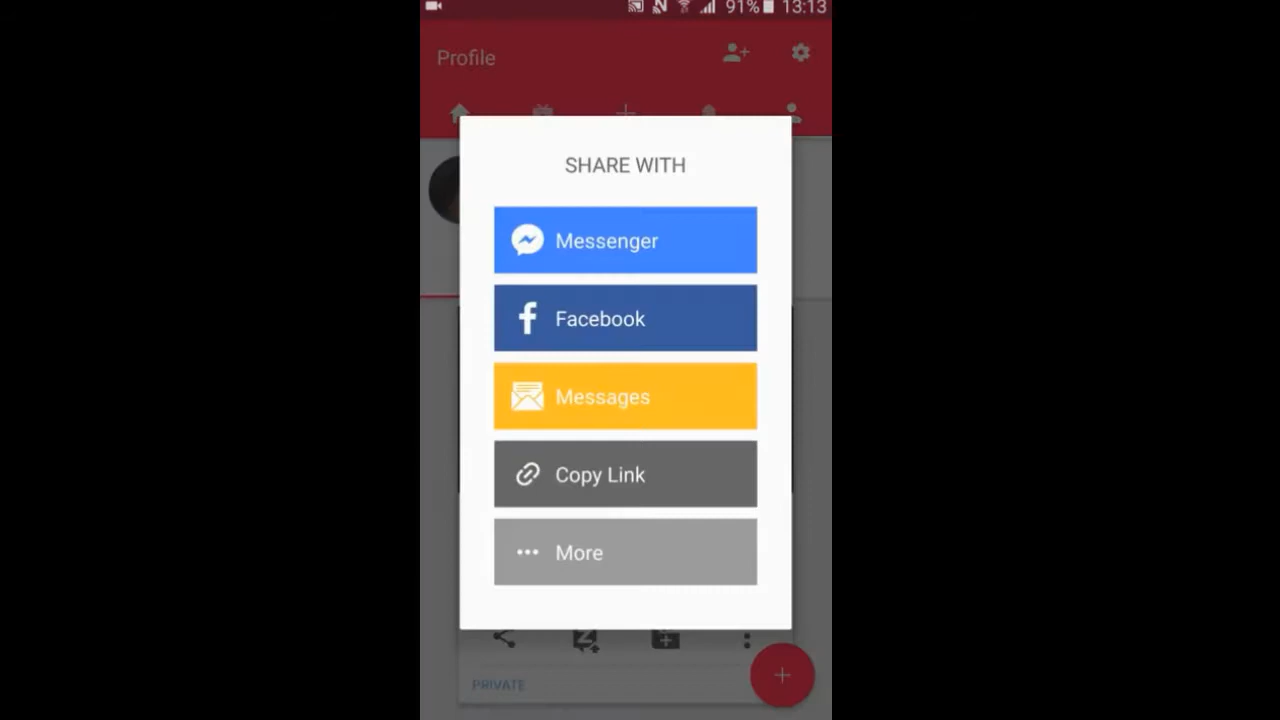 91% 13:13
Profile
SHARE WITH
Messenger
Facebook
Messages
Copy Link
More
PRIVATE